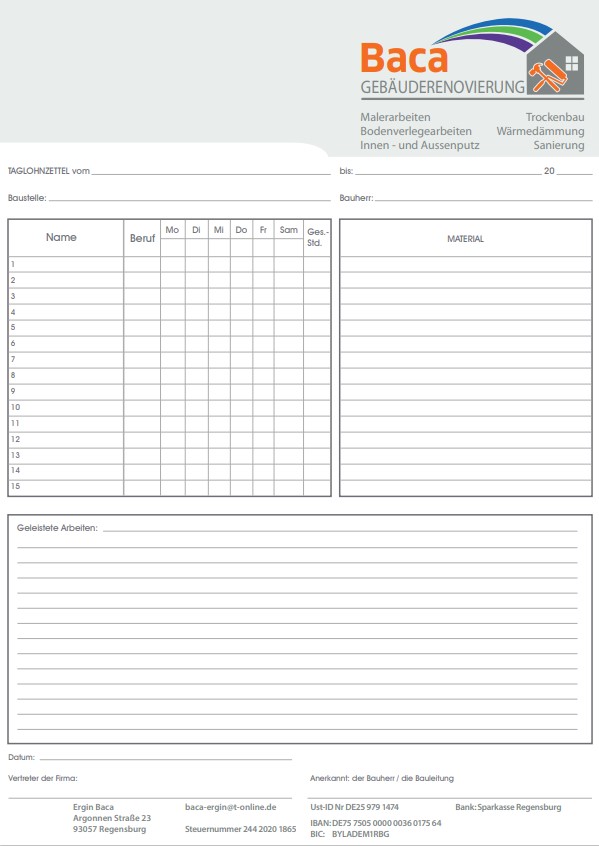 Baca
GEBÄUDERENOVIERUNG
Malerarbeiten Trockenbau
Bodenverlegearbeiten Wärmedämmung
Innen - und Aussenputz Sanierung
TAGLOHNZETTEL vom bis: 20
Baustelle: Bauherr:
Name Beruf Mo Di Mi Do Fr Sam Ges.-Std. MATERIAL
1
2
3
4
5
6
7
8
9
10
11
12
13
14
15
Geleistete Arbeiten:
Datum:
Vertreter der Firma: Anerkannt: der Bauherr / die Bauleitung
Ergin Baca baca-ergin@t-online.de Ust-ID Nr DE25 979 1474 Bank: Sparkasse Regensburg
Argonnen Straße 23 IBAN: DE75 7505 0000 0036 0175 64
93057 Regensburg Steuernummer 244 2020 1865 BIC: BYLADEM1RBG